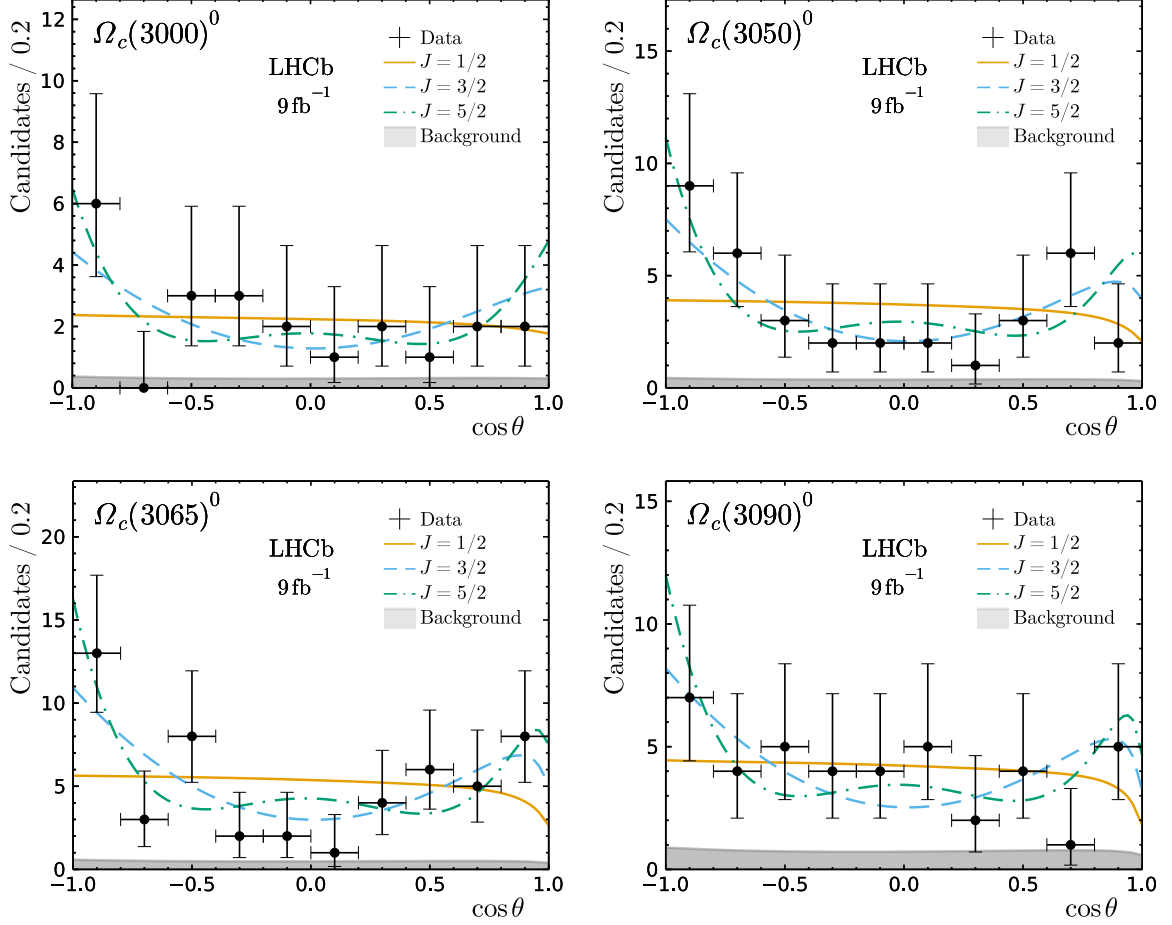 Ω_c(3000)^0
LHCb
9 fb^−1
Data
J = 1/2
J = 3/2
J = 5/2
Background
Candidates / 0.2
0
2
4
6
8
10
12
−1.0
−0.5
0.0
0.5
1.0
cos θ
Ω_c(3050)^0
LHCb
9 fb^−1
Data
J = 1/2
J = 3/2
J = 5/2
Background
Candidates / 0.2
0
5
10
15
−1.0
−0.5
0.0
0.5
1.0
cos θ
Ω_c(3065)^0
LHCb
9 fb^−1
Data
J = 1/2
J = 3/2
J = 5/2
Background
Candidates / 0.2
0
5
10
15
20
−1.0
−0.5
0.0
0.5
1.0
cos θ
Ω_c(3090)^0
LHCb
9 fb^−1
Data
J = 1/2
J = 3/2
J = 5/2
Background
Candidates / 0.2
0
5
10
15
−1.0
−0.5
0.0
0.5
1.0
cos θ